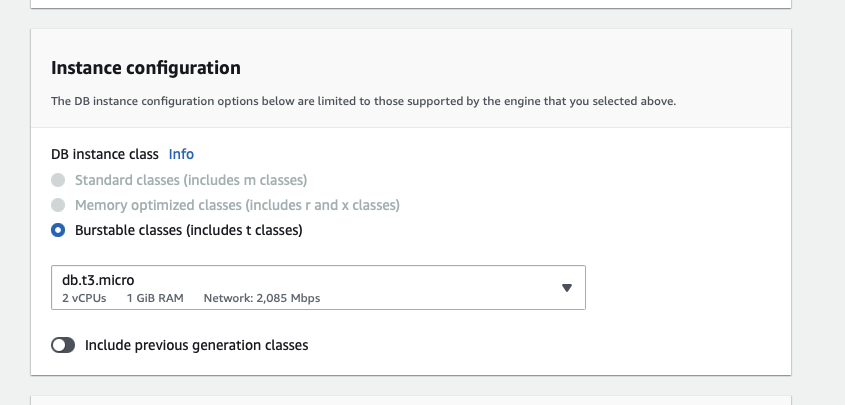 Instance configuration
The DB instance configuration options below are limited to those supported by the engine that you selected above.
DB instance class Info
Standard classes (includes m classes)
Memory optimized classes (includes r and x classes)
Burstable classes (includes t classes)
db.t3.micro
2 vCPUs 1 GiB RAM Network: 2,085 Mbps
Include previous generation classes